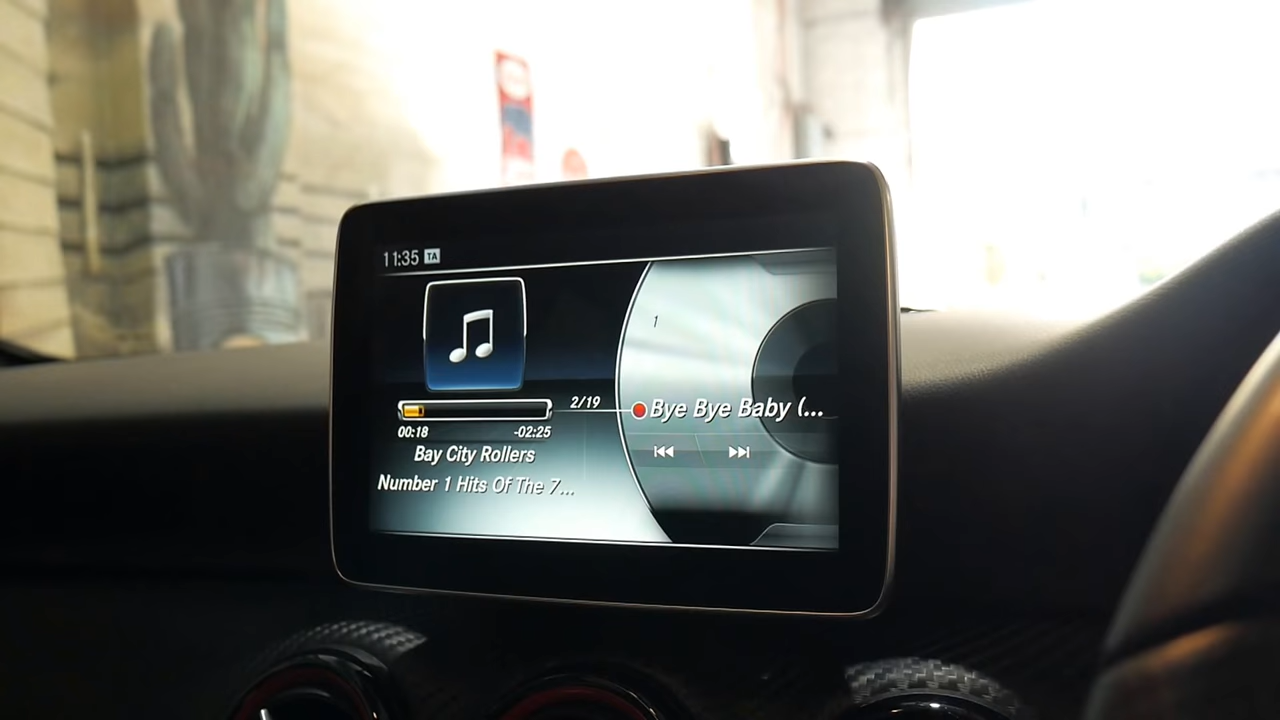 11:35 TA
1
2/19
Bye Bye Baby (...
00:18 -02:25
Bay City Rollers
Number 1 Hits Of The 7...